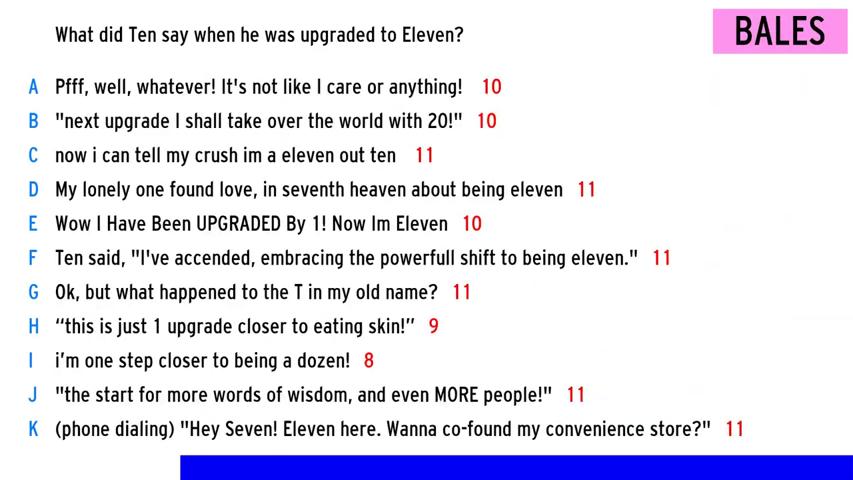 What did Ten say when he was upgraded to Eleven?
BALES
A Pfff, well, whatever! It's not like I care or anything! 10
B "next upgrade I shall take over the world with 20!" 10
C now i can tell my crush im a eleven out ten 11
D My lonely one found love, in seventh heaven about being eleven 11
E Wow I Have Been UPGRADED By 1! Now Im Eleven 10
F Ten said, "I've accended, embracing the powerfull shift to being eleven." 11
G Ok, but what happened to the T in my old name? 11
H “this is just 1 upgrade closer to eating skin!” 9
I i’m one step closer to being a dozen! 8
J "the start for more words of wisdom, and even MORE people!" 11
K (phone dialing) "Hey Seven! Eleven here. Wanna co-found my convenience store?" 11